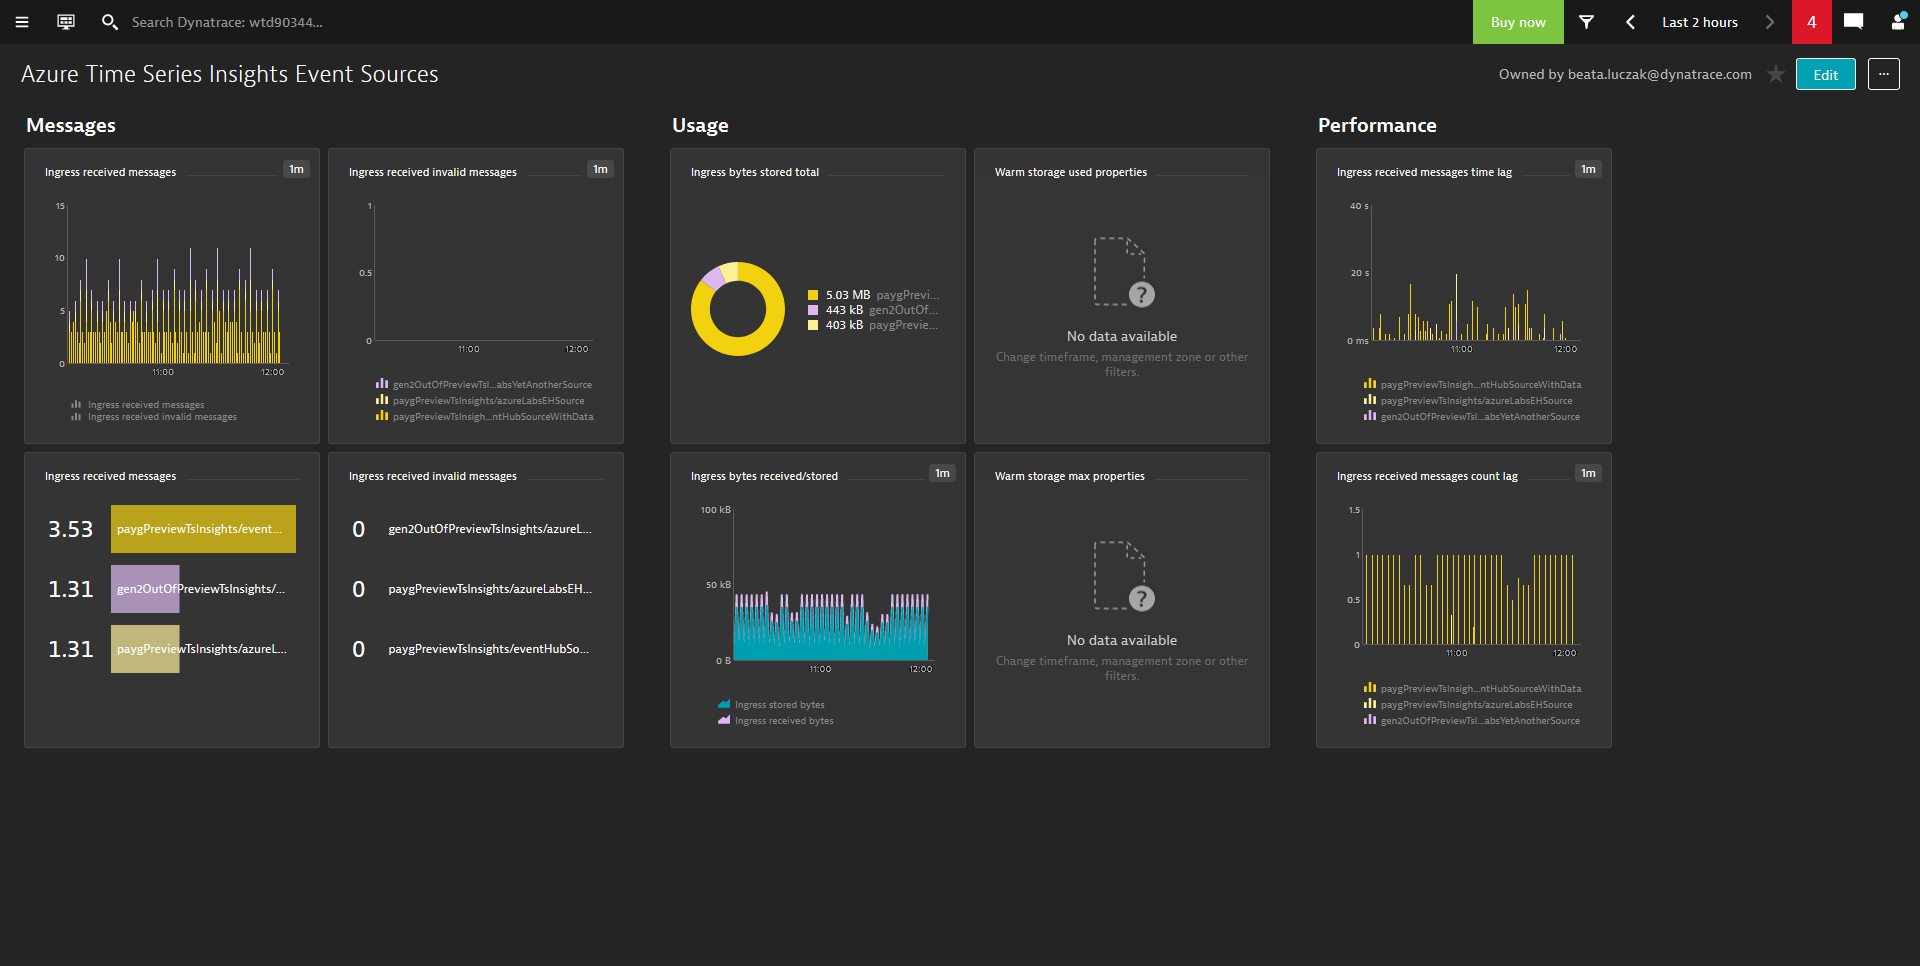 Search Dynatrace: wtd90344...
Buy now
Last 2 hours
4
Azure Time Series Insights Event Sources
Owned by beata.luczak@dynatrace.com
Edit
...
Messages
Usage
Performance
Ingress received messages
1m
15
10
5
0
11:00
12:00
Ingress received messages
Ingress received invalid messages
Ingress received invalid messages
1m
1
0.5
0
11:00
12:00
gen2OutOfPreviewTsI...absYetAnotherSource
paygPreviewTsInsights/azureLabsEHSource
paygPreviewTsInsigh...ntHubSourceWithData
Ingress bytes stored total
5.03 MB paygPrevi...
443 kB gen2OutOf...
403 kB paygPrevie...
Warm storage used properties
?
No data available
Change timeframe, management zone or other
filters.
Ingress received messages time lag
1m
40 s
20 s
0 ms
11:00
12:00
paygPreviewTsInsigh...ntHubSourceWithData
paygPreviewTsInsights/azureLabsEHSource
gen2OutOfPreviewTsI...absYetAnotherSource
Ingress received messages
3.53 paygPreviewTsInsights/event...
1.31 gen2OutOfPreviewTsInsights/...
1.31 paygPreviewTsInsights/azureL...
Ingress received invalid messages
0 gen2OutOfPreviewTsInsights/azureL...
0 paygPreviewTsInsights/azureLabsEH...
0 paygPreviewTsInsights/eventHubSo...
Ingress bytes received/stored
1m
100 kB
50 kB
0 B
11:00
12:00
Ingress stored bytes
Ingress received bytes
Warm storage max properties
?
No data available
Change timeframe, management zone or other
filters.
Ingress received messages count lag
1m
1.5
1
0.5
0
11:00
12:00
paygPreviewTsInsigh...ntHubSourceWithData
paygPreviewTsInsights/azureLabsEHSource
gen2OutOfPreviewTsI...absYetAnotherSource